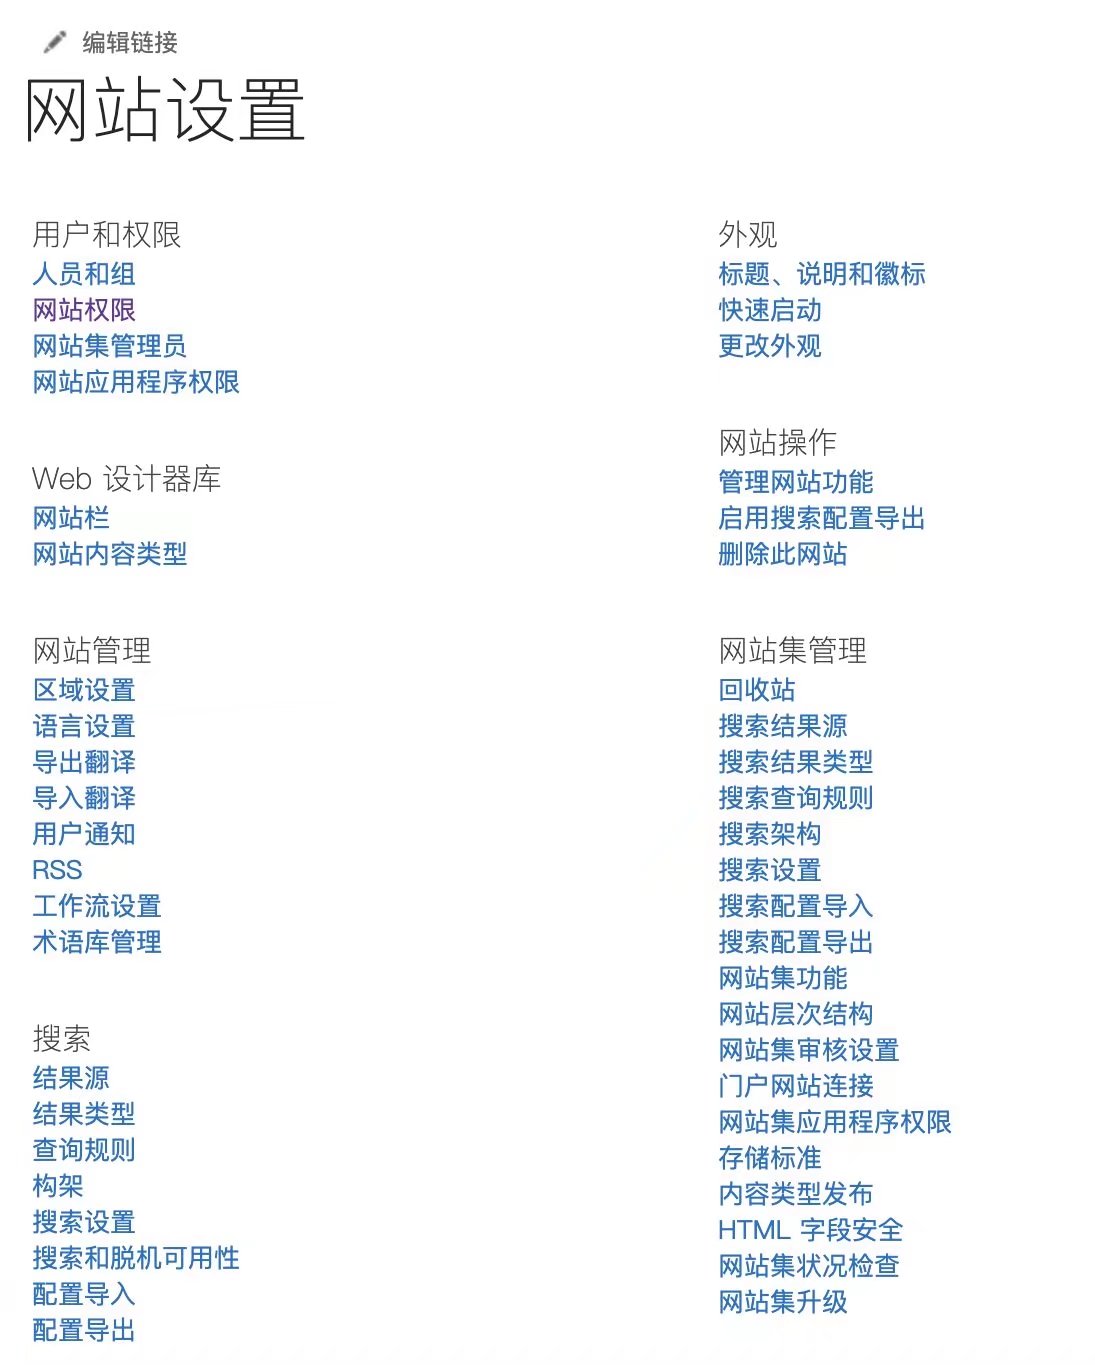 编辑链接
网站设置
用户和权限
人员和组
网站权限
网站集管理员
网站应用程序权限
Web 设计器库
网站栏
网站内容类型
网站管理
区域设置
语言设置
导出翻译
导入翻译
用户通知
RSS
工作流设置
术语库管理
搜索
结果源
结果类型
查询规则
构架
搜索设置
搜索和脱机可用性
配置导入
配置导出
外观
标题、说明和徽标
快速启动
更改外观
网站操作
管理网站功能
启用搜索配置导出
删除此网站
网站集管理
回收站
搜索结果源
搜索结果类型
搜索查询规则
搜索架构
搜索设置
搜索配置导入
搜索配置导出
网站集功能
网站层次结构
网站集审核设置
门户网站连接
网站集应用程序权限
存储标准
内容类型发布
HTML 字段安全
网站集状况检查
网站集升级